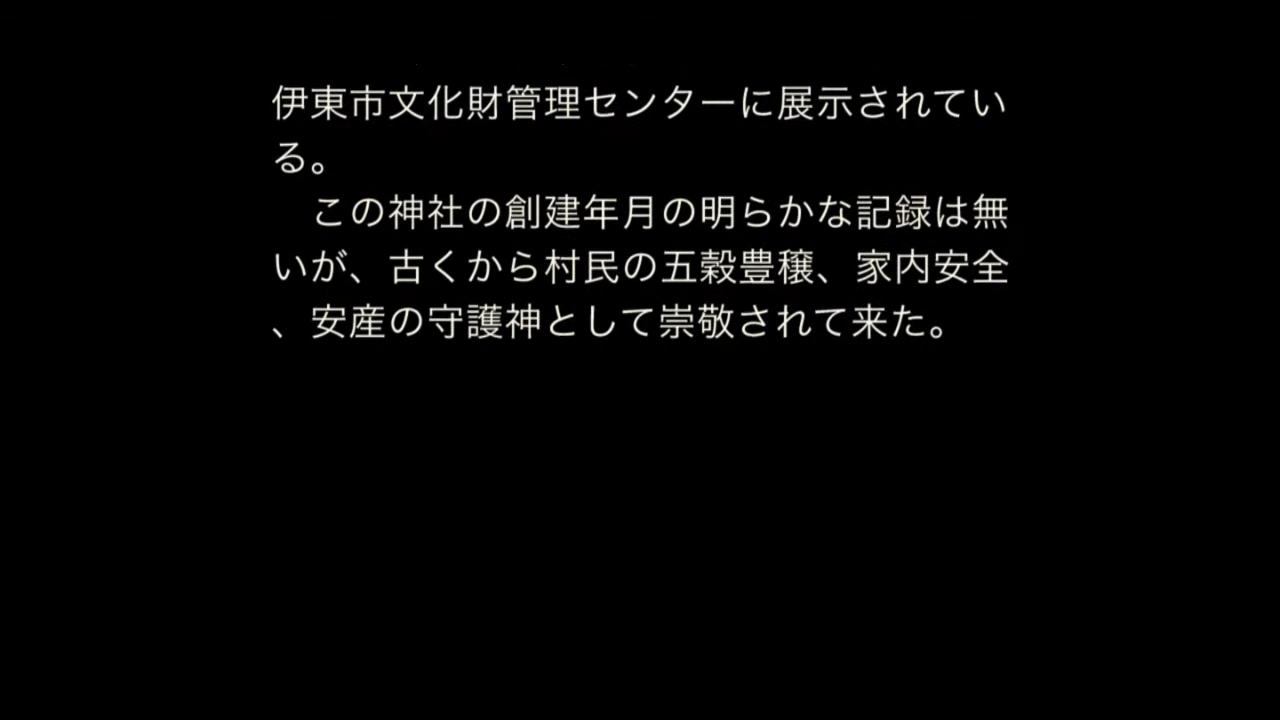 伊東市文化財管理センターに展示されてい
る。
　この神社の創建年月の明らかな記録は無
いが、古くから村民の五穀豊穣、家内安全
、安産の守護神として崇敬されて来た。